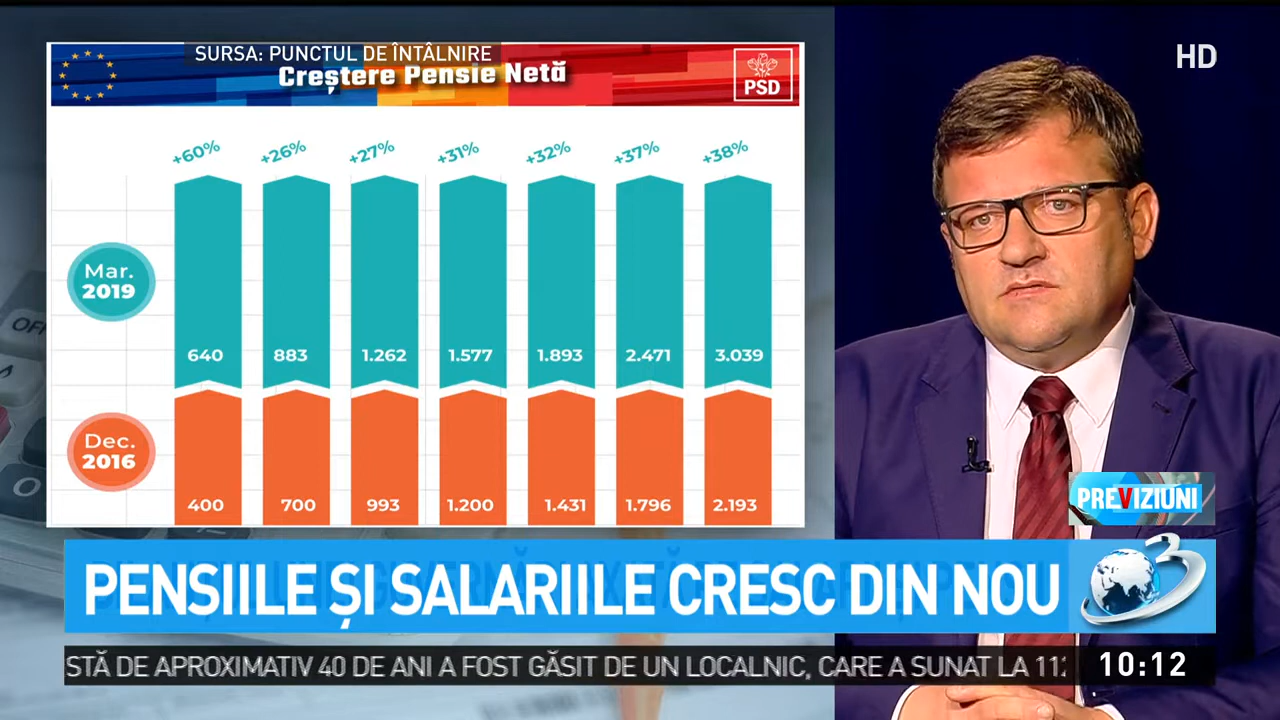 SURSA: PUNCTUL DE ÎNTÂLNIRE
HD
Creștere Pensie Netă
PSD
+60% +26% +27% +31% +32% +37% +38%
Mar.
2019
640 883 1.262 1.577 1.893 2.471 3.039
Dec.
2016
400 700 993 1.200 1.431 1.796 2.193
PREVIZIUNI
PENSIILE ȘI SALARIILE CRESC DIN NOU
3
STĂ DE APROXIMATIV 40 DE ANI A FOST GĂSIT DE UN LOCALNIC, CARE A SUNAT LA 112
10:12